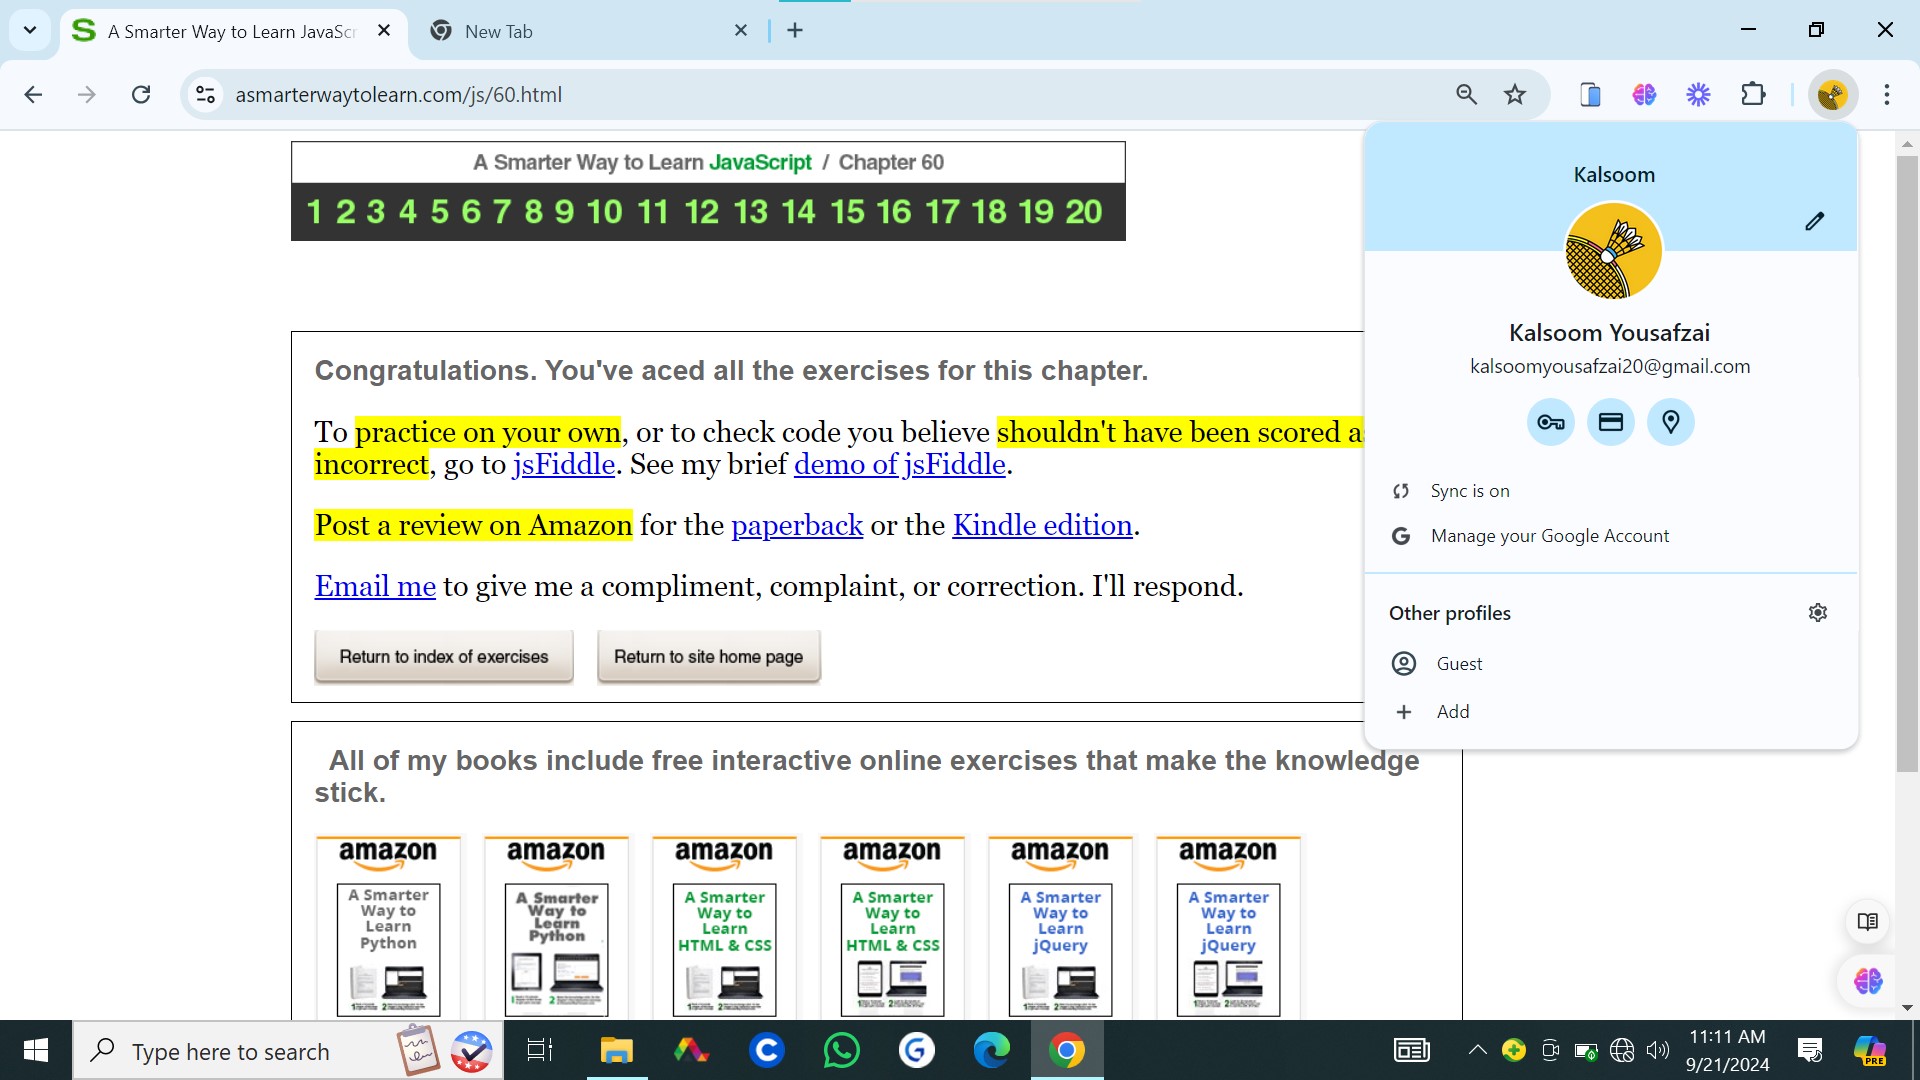 A Smarter Way to Learn JavaScr
New Tab
asmarterwaytolearn.com/js/60.html
A Smarter Way to Learn JavaScript / Chapter 60
1 2 3 4 5 6 7 8 9 10 11 12 13 14 15 16 17 18 19 20
Congratulations. You've aced all the exercises for this chapter.
To practice on your own, or to check code you believe shouldn't have been scored a
incorrect, go to jsFiddle. See my brief demo of jsFiddle.
Post a review on Amazon for the paperback or the Kindle edition.
Email me to give me a compliment, complaint, or correction. I'll respond.
Return to index of exercises
Return to site home page
All of my books include free interactive online exercises that make the knowledge
stick.
amazon
A Smarter
Way to
Learn
Python
amazon
A Smarter
Way to
Learn
Python
amazon
A Smarter
Way to
Learn
HTML & CSS
amazon
A Smarter
Way to
Learn
HTML & CSS
amazon
A Smarter
Way to
Learn
jQuery
amazon
A Smarter
Way to
Learn
jQuery
Kalsoom
Kalsoom Yousafzai
kalsoomyousafzai20@gmail.com
Sync is on
Manage your Google Account
Other profiles
Guest
Add
Type here to search
11:11 AM
9/21/2024
PRE